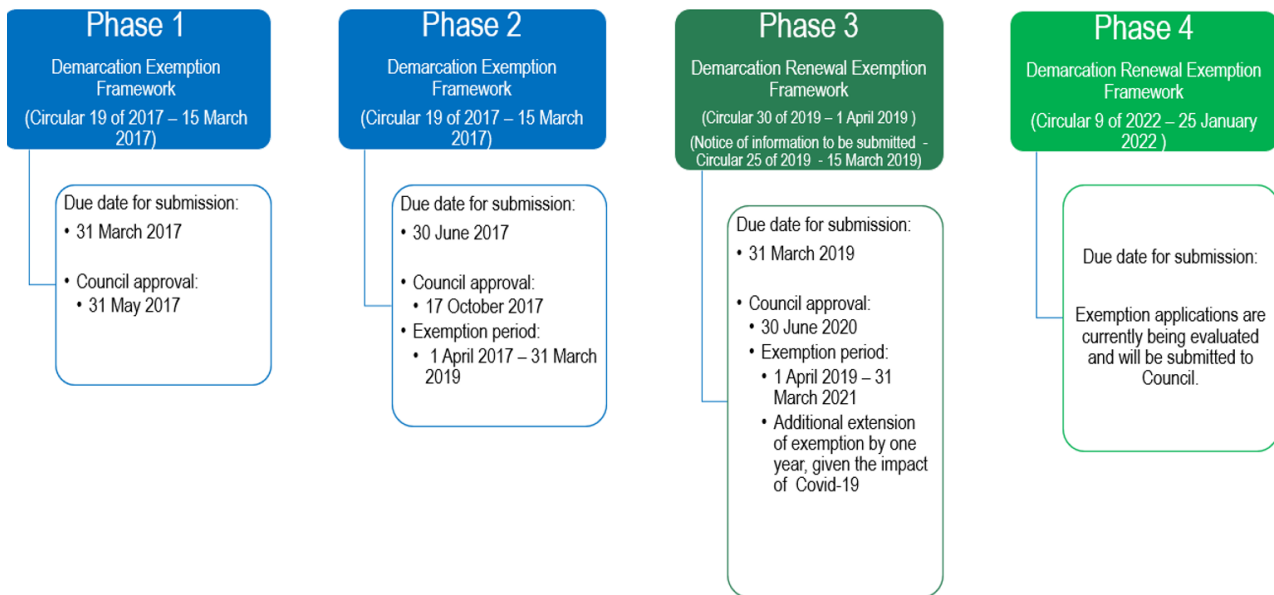 Phase 1
Demarcation Exemption
Framework
(Circular 19 of 2017 – 15 March
2017)
Due date for submission:
• 31 March 2017
• Council approval:
• 31 May 2017
Phase 2
Demarcation Exemption
Framework
(Circular 19 of 2017 – 15 March
2017)
Due date for submission:
• 30 June 2017
• Council approval:
• 17 October 2017
• Exemption period:
• 1 April 2017 – 31 March
2019
Phase 3
Demarcation Renewal Exemption
Framework
(Circular 30 of 2019 – 1 April 2019 )
(Notice of information to be submitted -
Circular 25 of 2019 - 15 March 2019)
Due date for submission:
• 31 March 2019
• Council approval:
• 30 June 2020
• Exemption period:
• 1 April 2019 – 31
March 2021
• Additional extension
of exemption by one
year, given the impact
of Covid-19
Phase 4
Demarcation Renewal Exemption
Framework
(Circular 9 of 2022 – 25 January
2022 )
Due date for submission:
Exemption applications are
currently being evaluated
and will be submitted to
Council.